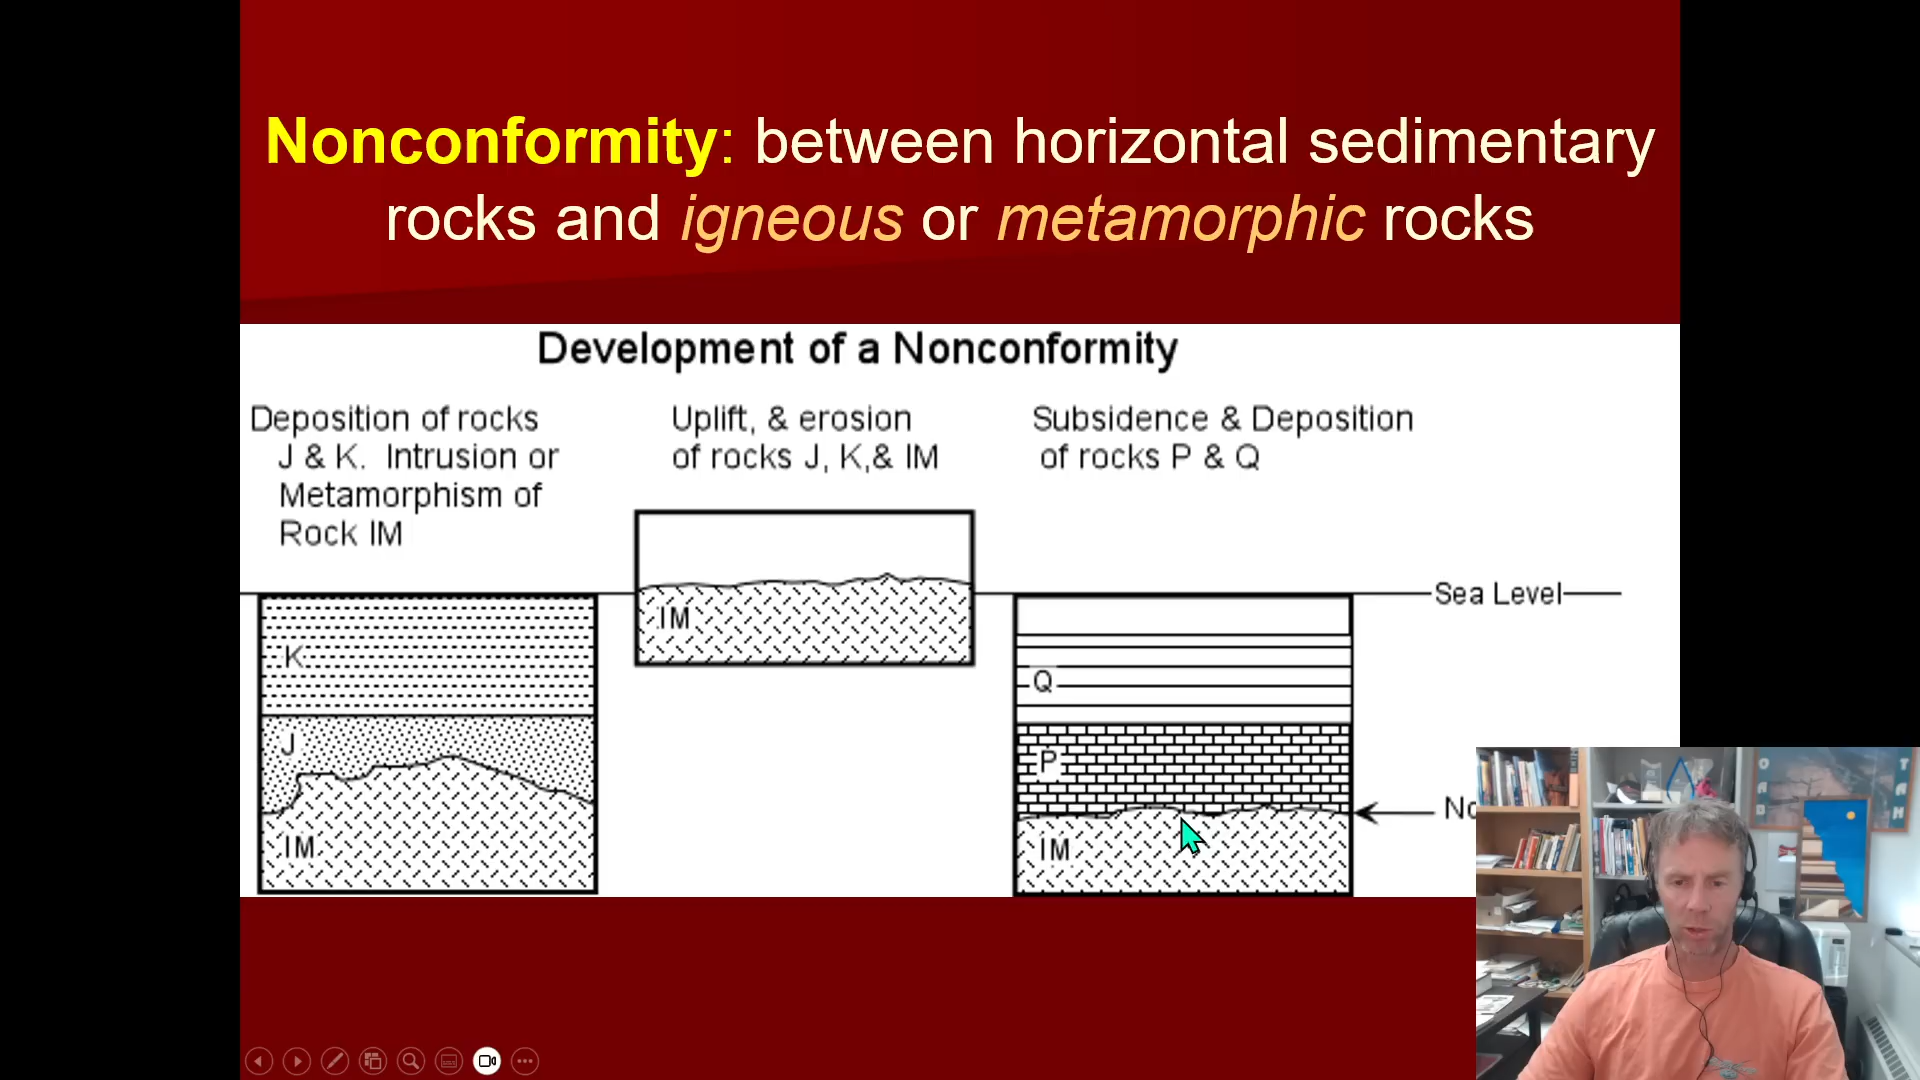 Nonconformity: between horizontal sedimentary
rocks and igneous or metamorphic rocks
Development of a Nonconformity
Deposition of rocks
J & K. Intrusion or
Metamorphism of
Rock IM
Uplift, & erosion
of rocks J, K,& IM
Subsidence & Deposition
of rocks P & Q
Sea Level
K
J
IM
IM
Q
P
IM